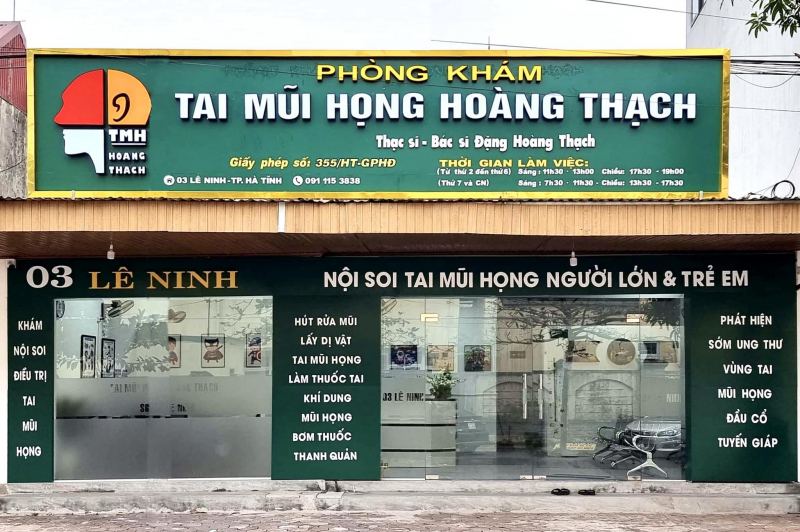 PHÒNG KHÁM
TAI MŨI HỌNG HOÀNG THẠCH
TMH
HOANG
THACH
Thạc sĩ - Bác sĩ Đặng Hoàng Thạch
Giấy phép số: 355/HT-GPHĐ
THỜI GIAN LÀM VIỆC:
03 LÊ NINH -TP. HÀ TĨNH
091 115 3838
(Từ thứ 2 đến thứ 6) Sáng : 11h30 - 13h00 Chiều: 17h30 - 19h00
(Thứ 7 và CN) Sáng : 7h30 - 11h30 - Chiều: 13h30 - 17h30
03 LÊ NINH
NỘI SOI TAI MŨI HỌNG NGƯỜI LỚN & TRẺ EM
KHÁM
NỘI SOI
ĐIỀU TRỊ
TAI
MŨI
HỌNG
HÚT RỬA MŨI
LẤY DỊ VẬT
TAI MŨI HỌNG
LÀM THUỐC TAI
KHÍ DUNG
MŨI HỌNG
BƠM THUỐC
THANH QUẢN
03 LÊ NINH
PHÁT HIỆN
SỚM UNG THƯ
VÙNG TAI
MŨI HỌNG
ĐẦU CỔ
TUYẾN GIÁP